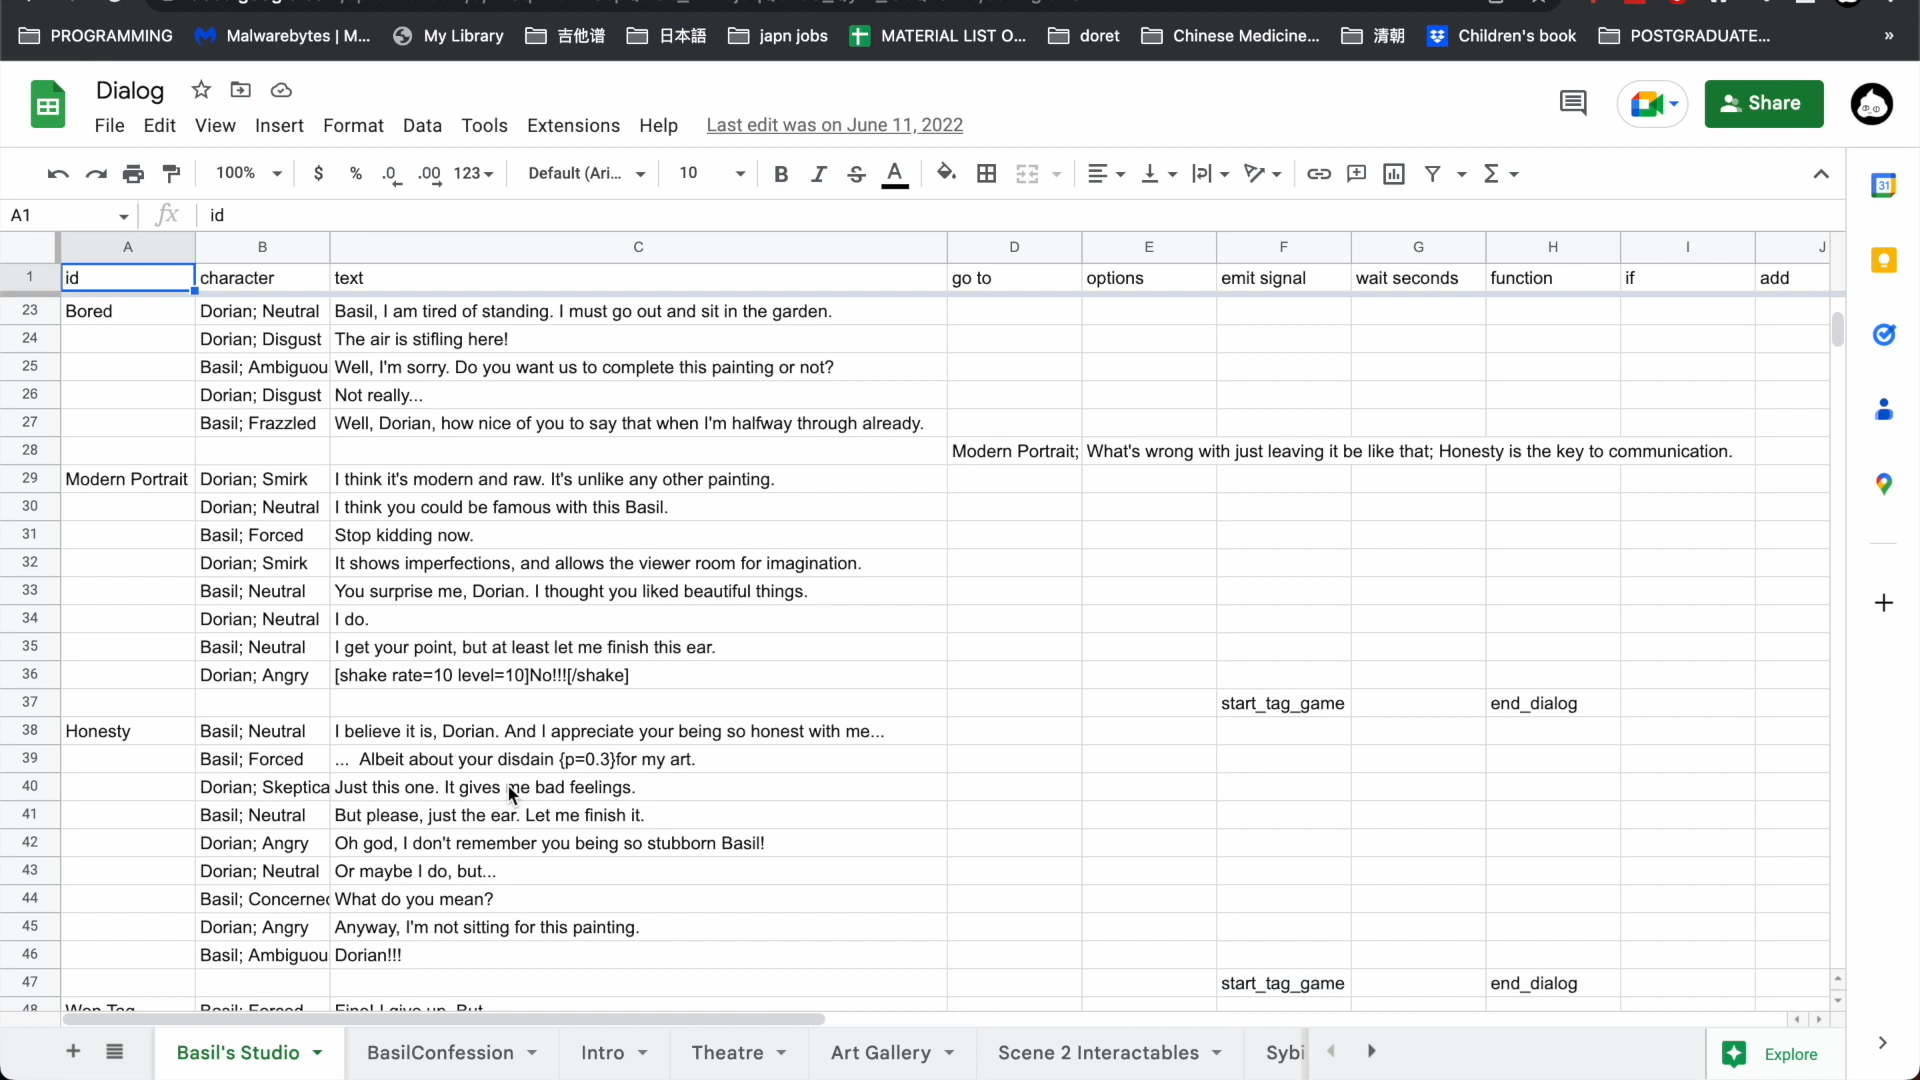 PROGRAMMING Malwarebytes | M... My Library 吉他谱 日本語 japn jobs MATERIAL LIST O... doret Chinese Medicine... 清朝 Children's book POSTGRADUATE... »
Dialog
Share
File Edit View Insert Format Data Tools Extensions Help Last edit was on June 11, 2022
100% $ % .0 .00 123 Default (Ari... 10 B I S A
31
A1 fx id
A B C D E F G H I J
1 id character text go to options emit signal wait seconds function if add
23 Bored Dorian; Neutral Basil, I am tired of standing. I must go out and sit in the garden.
24 Dorian; Disgust The air is stifling here!
25 Basil; Ambiguou Well, I'm sorry. Do you want us to complete this painting or not?
26 Dorian; Disgust Not really...
27 Basil; Frazzled Well, Dorian, how nice of you to say that when I'm halfway through already.
28 Modern Portrait; What's wrong with just leaving it be like that; Honesty is the key to communication.
29 Modern Portrait Dorian; Smirk I think it's modern and raw. It's unlike any other painting.
30 Dorian; Neutral I think you could be famous with this Basil.
31 Basil; Forced Stop kidding now.
32 Dorian; Smirk It shows imperfections, and allows the viewer room for imagination.
33 Basil; Neutral You surprise me, Dorian. I thought you liked beautiful things.
34 Dorian; Neutral I do.
35 Basil; Neutral I get your point, but at least let me finish this ear.
36 Dorian; Angry [shake rate=10 level=10]No!!![/shake]
37 start_tag_game end_dialog
38 Honesty Basil; Neutral I believe it is, Dorian. And I appreciate your being so honest with me...
39 Basil; Forced ... Albeit about your disdain {p=0.3}for my art.
40 Dorian; Skeptica Just this one. It gives me bad feelings.
41 Basil; Neutral But please, just the ear. Let me finish it.
42 Dorian; Angry Oh god, I don't remember you being so stubborn Basil!
43 Dorian; Neutral Or maybe I do, but...
44 Basil; Concerned What do you mean?
45 Dorian; Angry Anyway, I'm not sitting for this painting.
46 Basil; Ambiguou Dorian!!!
47 start_tag_game end_dialog
48 Won Tag Basil; Forced Fine! I give up. But
Basil's Studio BasilConfession Intro Theatre Art Gallery Scene 2 Interactables Sybi Explore